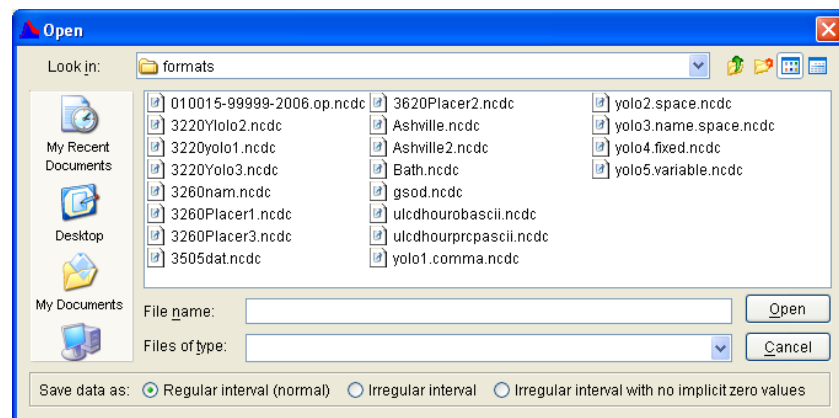 Open
Look in: formats
My Recent
Documents
Desktop
My Documents
010015-99999-2006.op.ncdc
3220Ylolo2.ncdc
3220yolo1.ncdc
3220Yolo3.ncdc
3260nam.ncdc
3260Placer1.ncdc
3260Placer3.ncdc
3505dat.ncdc
3620Placer2.ncdc
Ashville.ncdc
Ashville2.ncdc
Bath.ncdc
gsod.ncdc
ulcdhourobascii.ncdc
ulcdhourprcpascii.ncdc
yolo1.comma.ncdc
yolo2.space.ncdc
yolo3.name.space.ncdc
yolo4.fixed.ncdc
yolo5.variable.ncdc
File name:
Open
Files of type:
Cancel
Save data as: Regular interval (normal) Irregular interval Irregular interval with no implicit zero values